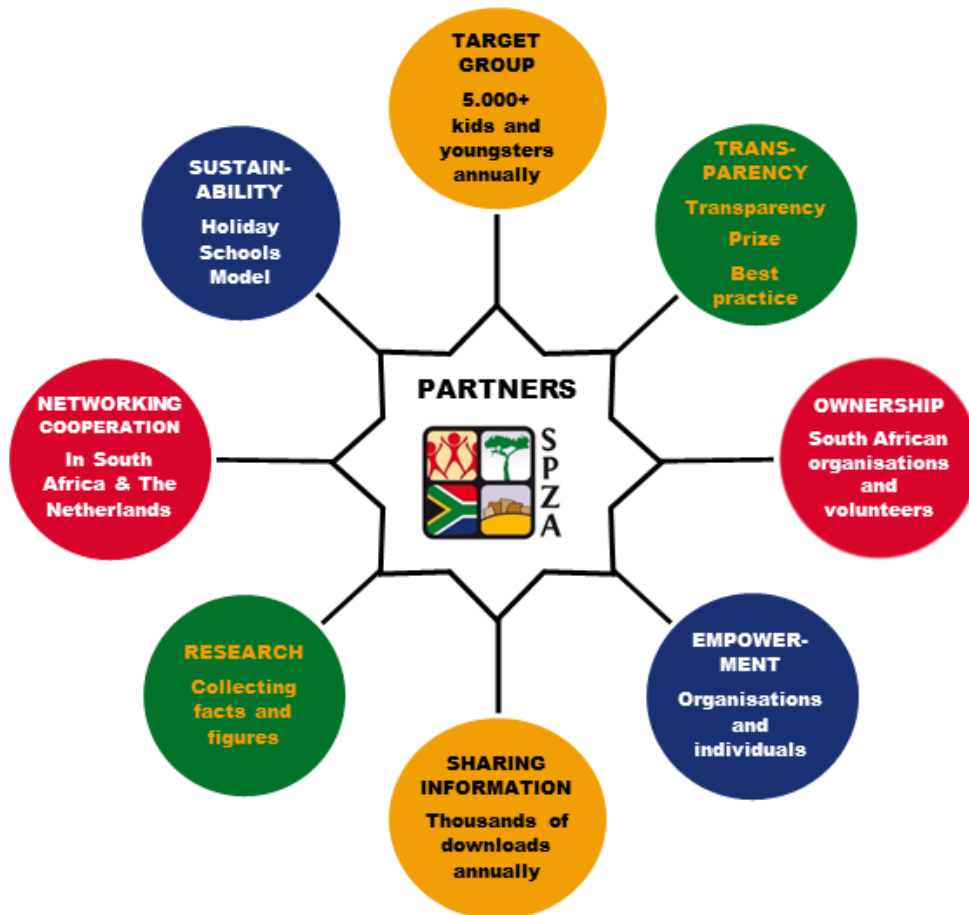 TARGET
GROUP
5.000+
kids and
youngsters
annually
TRANS-
PARENCY
Transparency
Prize
Best
practice
OWNERSHIP
South African
organisations
and
volunteers
EMPOWER-
MENT
Organisations
and
individuals
SHARING
INFORMATION
Thousands of
downloads
annually
RESEARCH
Collecting
facts and
figures
NETWORKING
COOPERATION
In South
Africa & The
Netherlands
SUSTAIN-
ABILITY
Holiday
Schools
Model
PARTNERS
SPZA